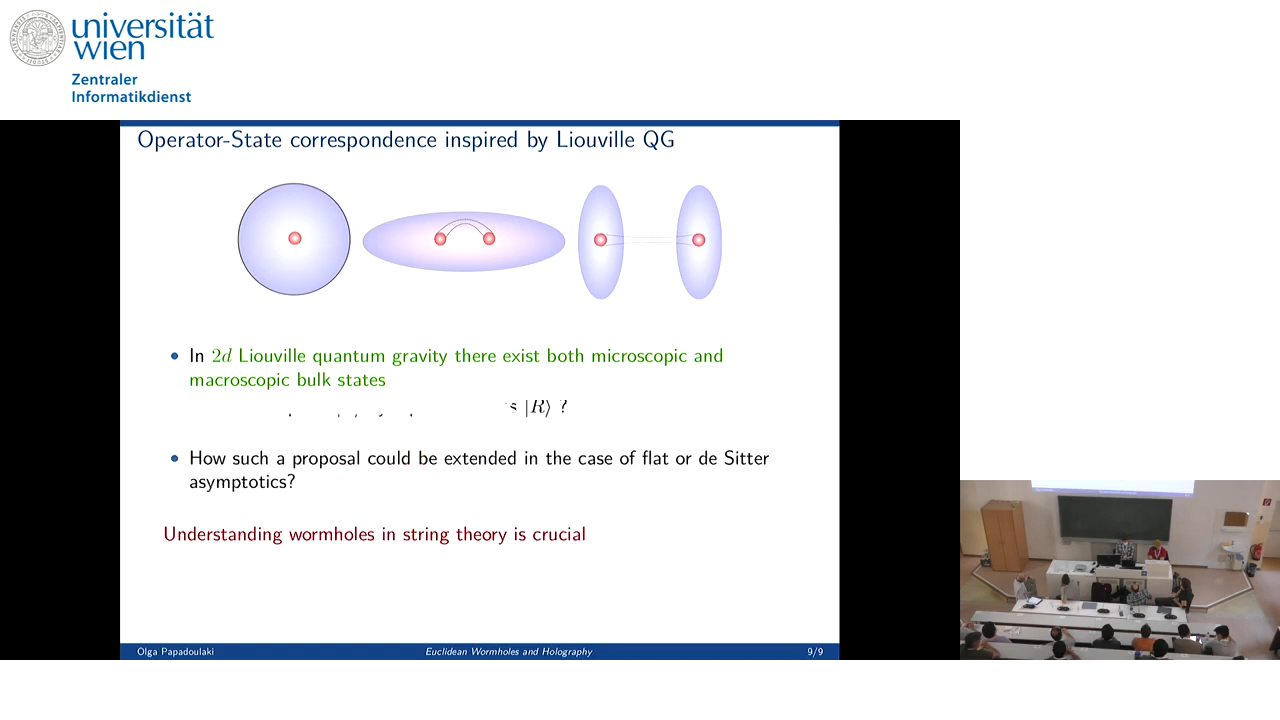 universität
wien
Zentraler
Informatikdienst
Operator-State correspondence inspired by Liouville QG
• In 2d Liouville quantum gravity there exist both microscopic and
macroscopic bulk states
|R⟩ ?
• How such a proposal could be extended in the case of flat or de Sitter
asymptotics?
Understanding wormholes in string theory is crucial
Olga Papadoulaki
Euclidean Wormholes and Holography
9/9